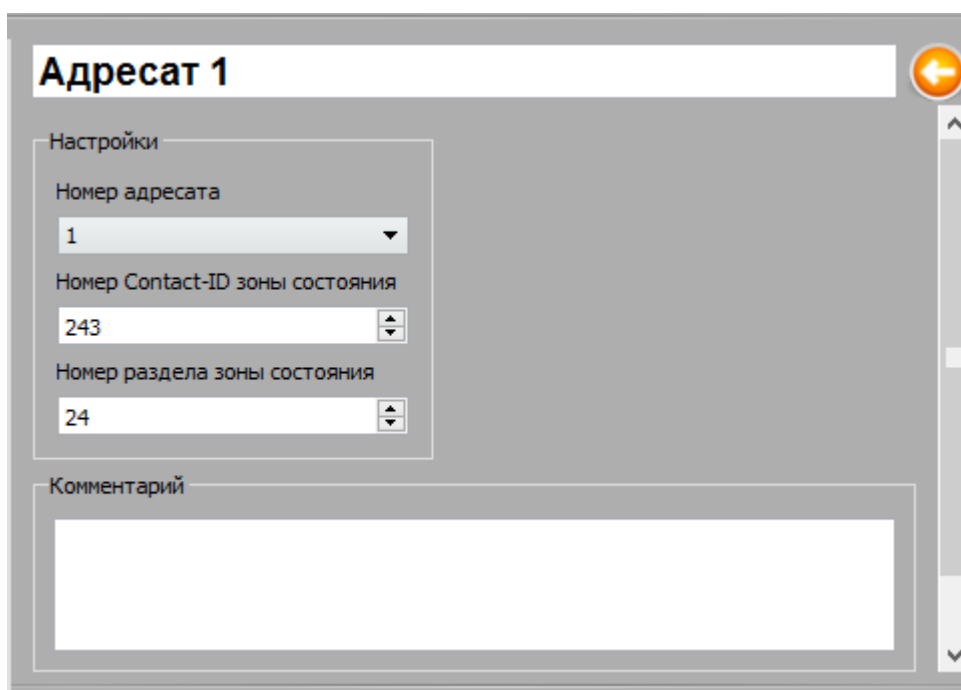 Адресат 1
Настройки
Номер адресата
1
Номер Contact-ID зоны состояния
243
Номер раздела зоны состояния
24
Комментарий